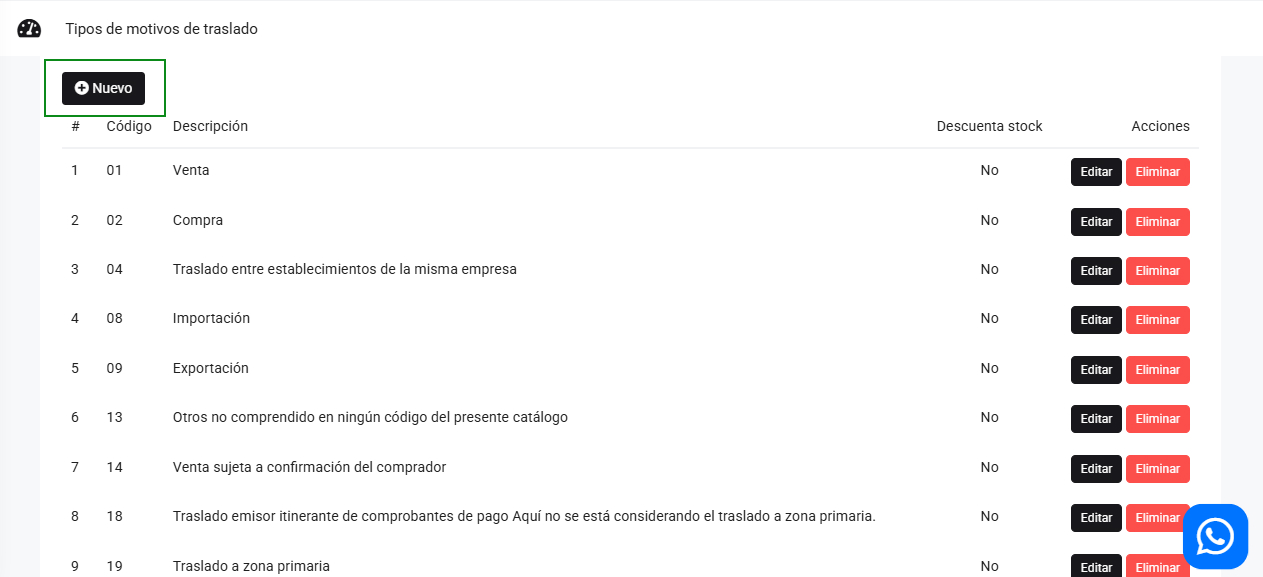 Tipos de motivos de traslado
Nuevo
# Código Descripción Descuenta stock Acciones
1 01 Venta No Editar Eliminar
2 02 Compra No Editar Eliminar
3 04 Traslado entre establecimientos de la misma empresa No Editar Eliminar
4 08 Importación No Editar Eliminar
5 09 Exportación No Editar Eliminar
6 13 Otros no comprendido en ningún código del presente catálogo No Editar Eliminar
7 14 Venta sujeta a confirmación del comprador No Editar Eliminar
8 18 Traslado emisor itinerante de comprobantes de pago Aquí no se está considerando el traslado a zona primaria. No Editar Eliminar
9 19 Traslado a zona primaria No Editar Eliminar